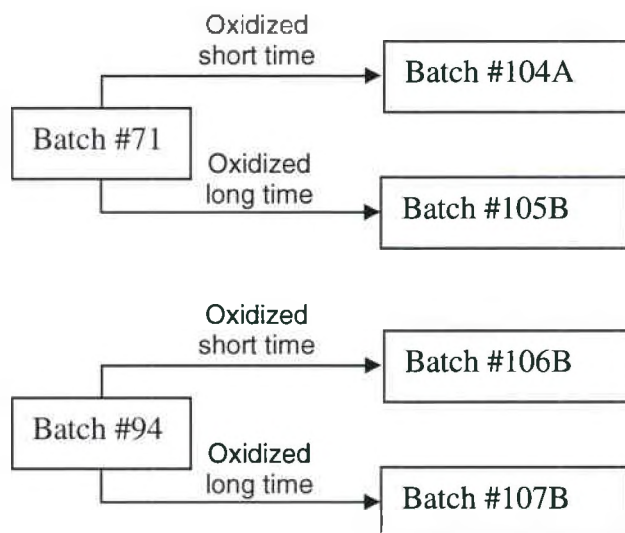 Oxidized
short time
Batch #104A
Batch #71
Oxidized
long time
Batch #105B
Oxidized
short time
Batch #106B
Batch #94
Oxidized
long time
Batch #107B